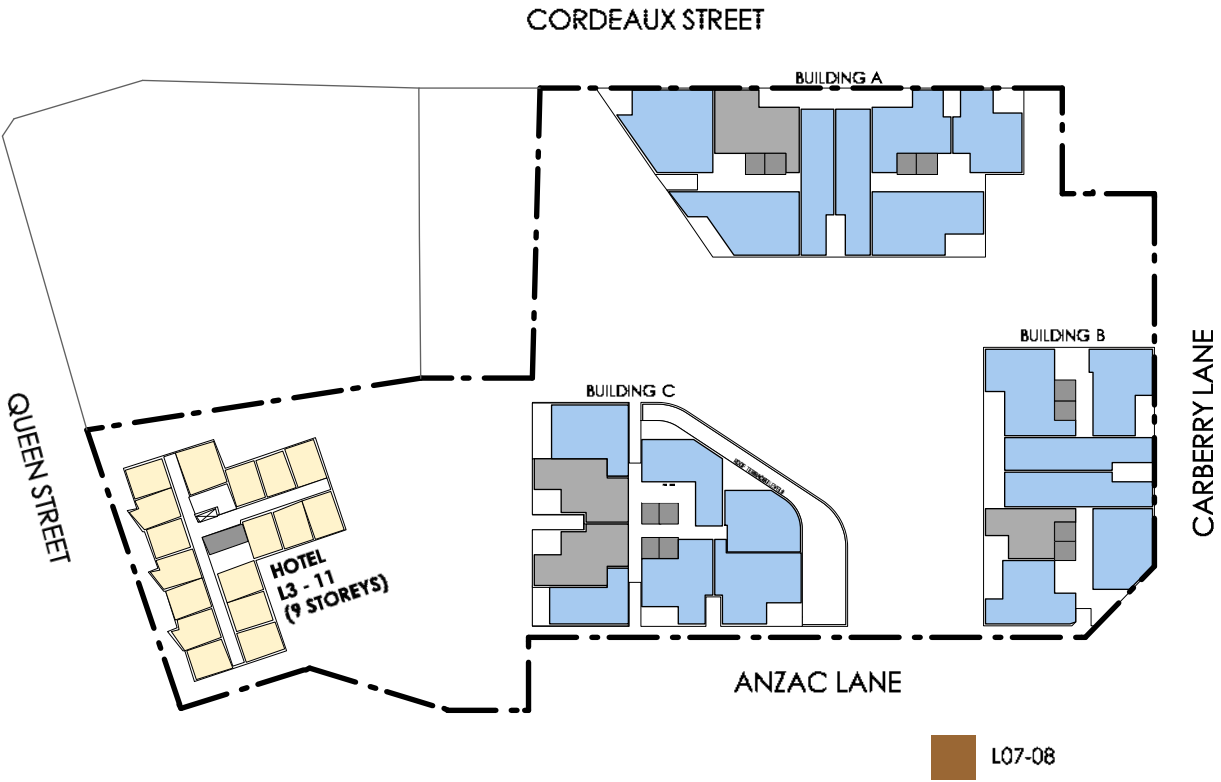 CORDEAUX STREET
BUILDING A
BUILDING B
BUILDING C
CARBERRY LANE
QUEEN STREET
HOTEL
L3 - 11
(9 STOREYS)
ANZAC LANE
L07-08